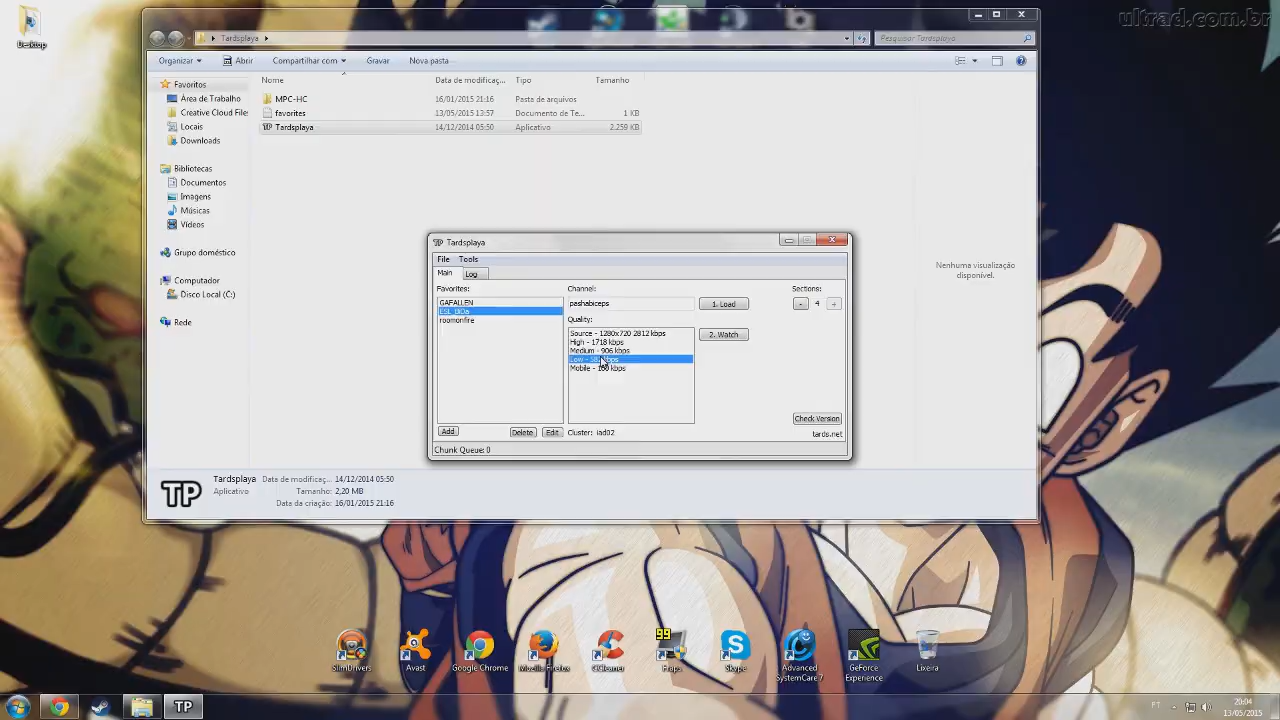 Desktop
ultrad.com.br
Tardsplaya
Pesquisar Tardsplaya
Organizar
Abrir
Compartilhar com
Gravar
Nova pasta
Favoritos
Área de Trabalho
Creative Cloud Files
Locais
Downloads
Bibliotecas
Documentos
Imagens
Músicas
Vídeos
Grupo doméstico
Computador
Disco Local (C:)
Rede
Nome
Data de modificaç...
Tipo
Tamanho
MPC-HC
16/01/2015 21:16
Pasta de arquivos
favorites
13/05/2015 13:57
Documento de Te...
1 KB
Tardsplaya
14/12/2014 05:50
Aplicativo
2.259 KB
Nenhuma visualização
disponível.
TP Tardsplaya
File Tools
Main Log
Favorites:
GAFALLEN
roomonfire
Add
Delete
Edit
Channel:
pashabiceps
Quality:
Source - 1280x720 2812 kbps
High - 1718 kbps
Medium - 906 kbps
Low - kbps
Mobile - kbps
Cluster: iad02
1. Load
2. Watch
Sections:
- 4 +
Check Version
tards.net
Chunk Queue: 0
TP
Tardsplaya
Aplicativo
Data de modificaç... 14/12/2014 05:50
Tamanho: 2,20 MB
Data da criação: 16/01/2015 21:16
SlimDrivers
Avast
Google Chrome
Mozilla Firefox
CCleaner
99
Fraps
Skype
Advanced
SystemCare 7
GeForce
Experience
Lixeira
TP
PT
20:04
13/05/2015